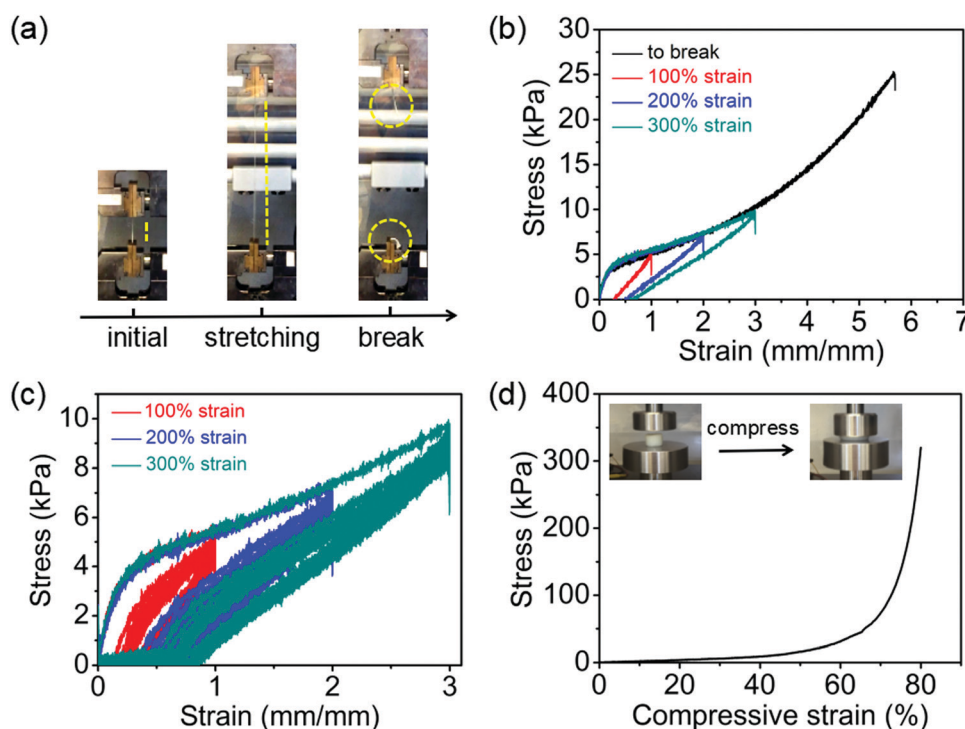 (a)
initial
stretching
break
(b)
to break
100% strain
200% strain
300% strain
Stress (kPa)
30
25
20
15
10
5
0
0 1 2 3 4 5 6 7
Strain (mm/mm)
(c)
100% strain
200% strain
300% strain
Stress (kPa)
10
8
6
4
2
0
0 1 2 3
Strain (mm/mm)
(d)
compress
Stress (kPa)
400
300
200
100
0
0 20 40 60 80
Compressive strain (%)